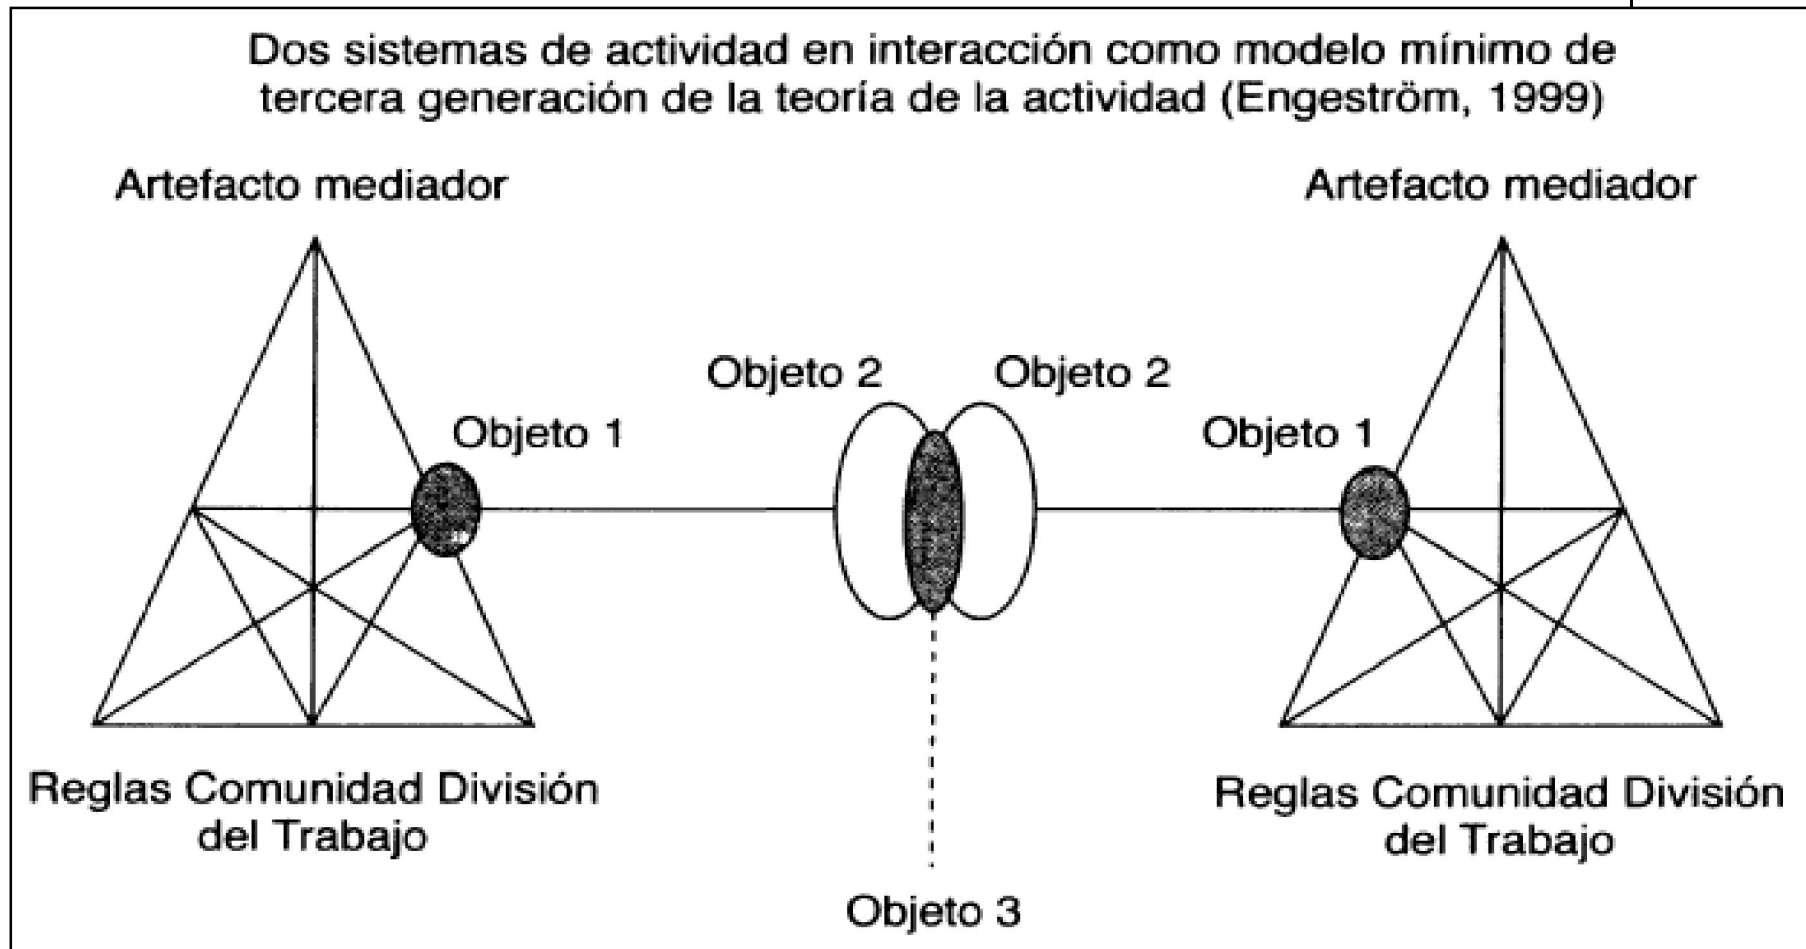 Dos sistemas de actividad en interacción como modelo mínimo de
tercera generación de la teoría de la actividad (Engeström, 1999)
Artefacto mediador
Artefacto mediador
Objeto 2
Objeto 2
Objeto 1
Objeto 1
Reglas Comunidad División
del Trabajo
Reglas Comunidad División
del Trabajo
Objeto 3